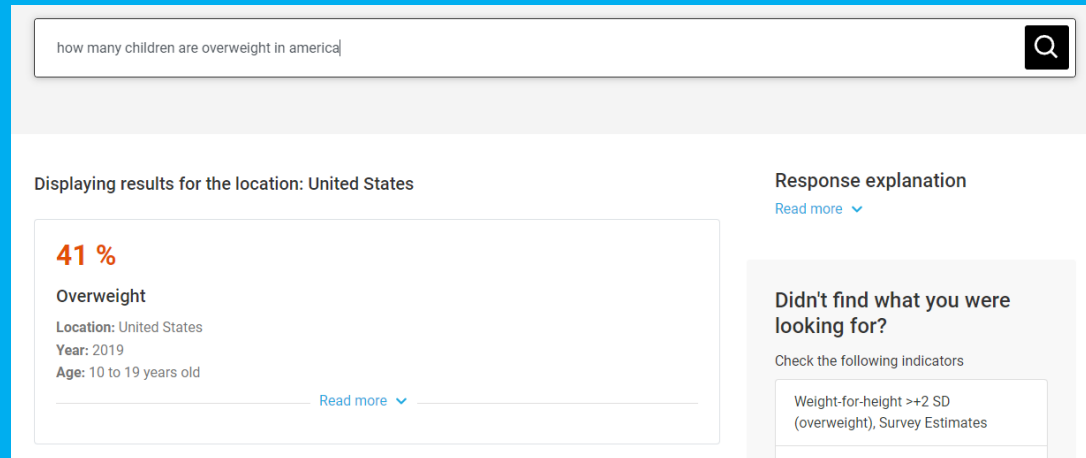 how many children are overweight in america
Displaying results for the location: United States
41 %
Overweight
Location: United States
Year: 2019
Age: 10 to 19 years old
Read more
Response explanation
Read more
Didn't find what you were
looking for?
Check the following indicators
Weight-for-height >+2 SD
(overweight), Survey Estimates